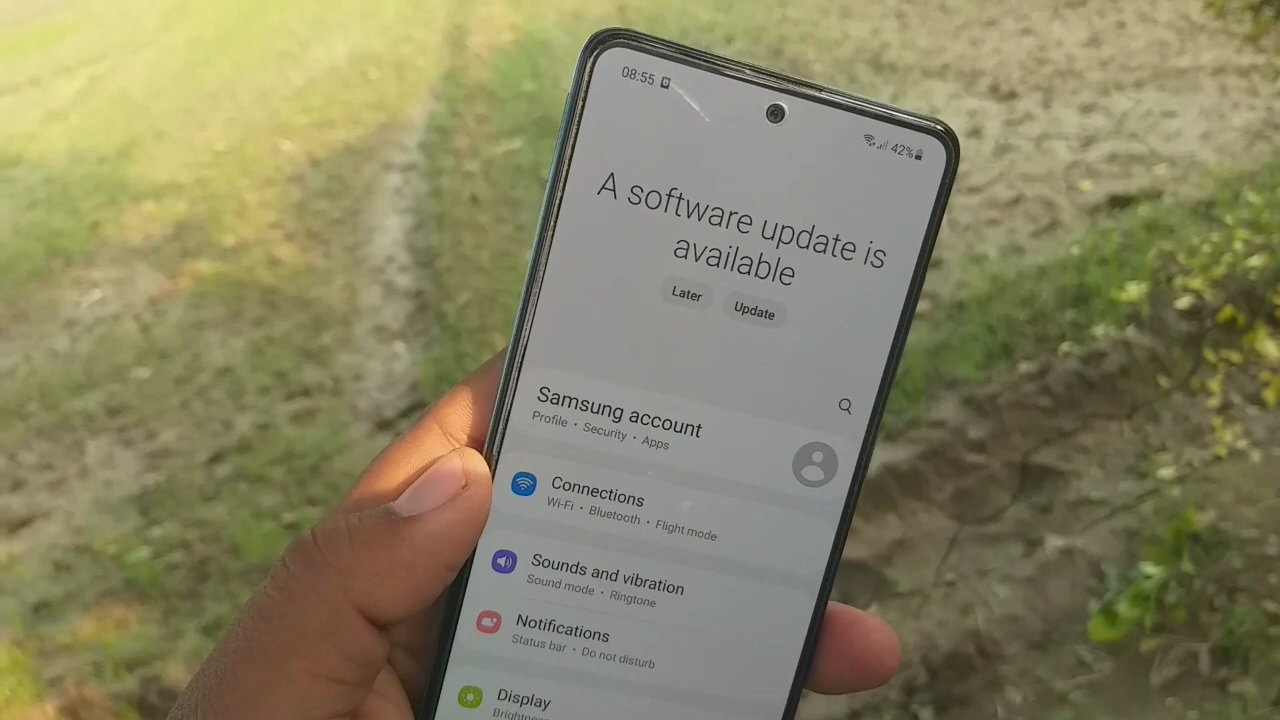 08:55
42%
A software update is
available
Later Update
Samsung account
Profile • Security • Apps
Connections
Wi-Fi • Bluetooth • Flight mode
Sounds and vibration
Sound mode • Ringtone
Notifications
Status bar • Do not disturb
Display